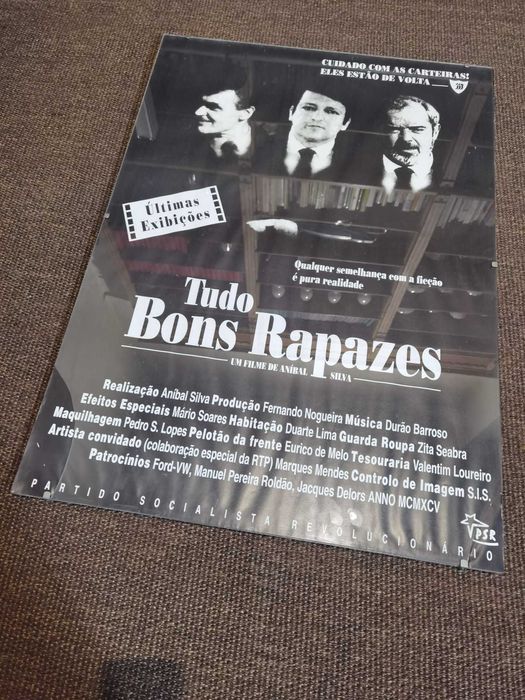 CUIDADO COM AS CARTEIRAS!
ELES ESTÃO DE VOLTA
Últimas
Exibições
Qualquer semelhança com a ficção
é pura realidade
Tudo
Bons Rapazes
UM FILME DE ANÍBAL SILVA
Realização Aníbal Silva Produção Fernando Nogueira Música Durão Barroso
Efeitos Especiais Mário Soares Habitação Duarte Lima Guarda Roupa Zita Seabra
Maquilhagem Pedro S. Lopes Pelotão da frente Eurico de Melo Tesouraria Valentim Loureiro
Artista convidado (colaboração especial da RTP) Marques Mendes Controlo de Imagem S.I.S.
Patrocínios Ford-VW, Manuel Pereira Roldão, Jacques Delors ANNO MCMXCV
PARTIDO SOCIALISTA REVOLUCIONÁRIO
PSR